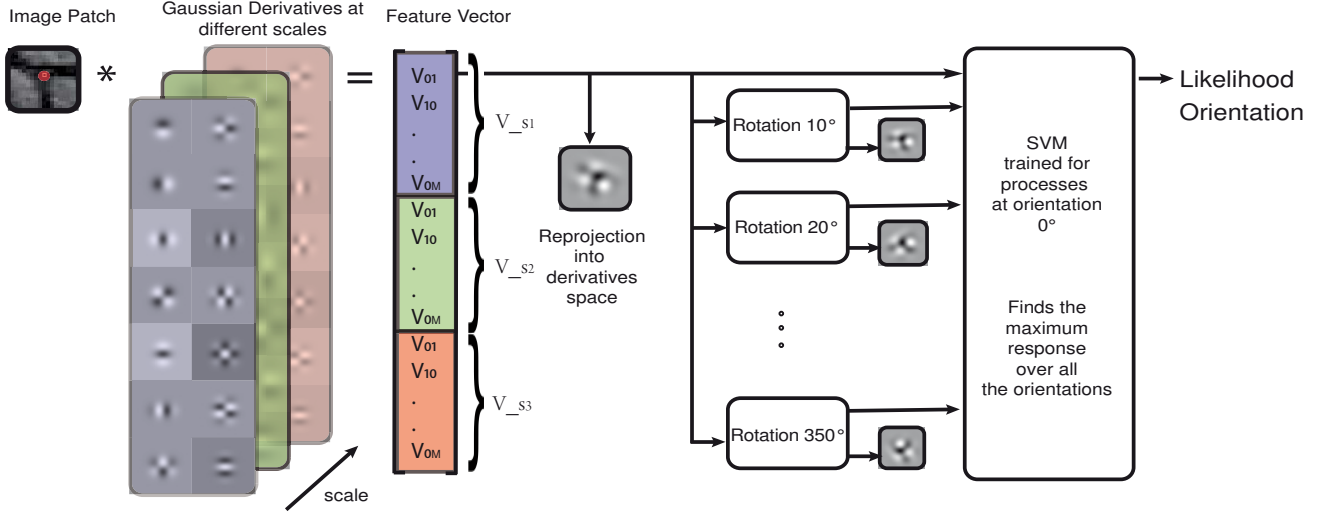 Image Patch
Gaussian Derivatives at
different scales
Feature Vector
*
=
V01
V10
.
.
V0M
V_s1
V01
V10
.
.
V0M
V_s2
V01
V10
.
.
V0M
V_s3
scale
Reprojection
into
derivatives
space
Rotation 10°
Rotation 20°
Rotation 350°
SVM
trained for
processes
at orientation
0°
Finds the
maximum
response
over all
the orientations
Likelihood
Orientation